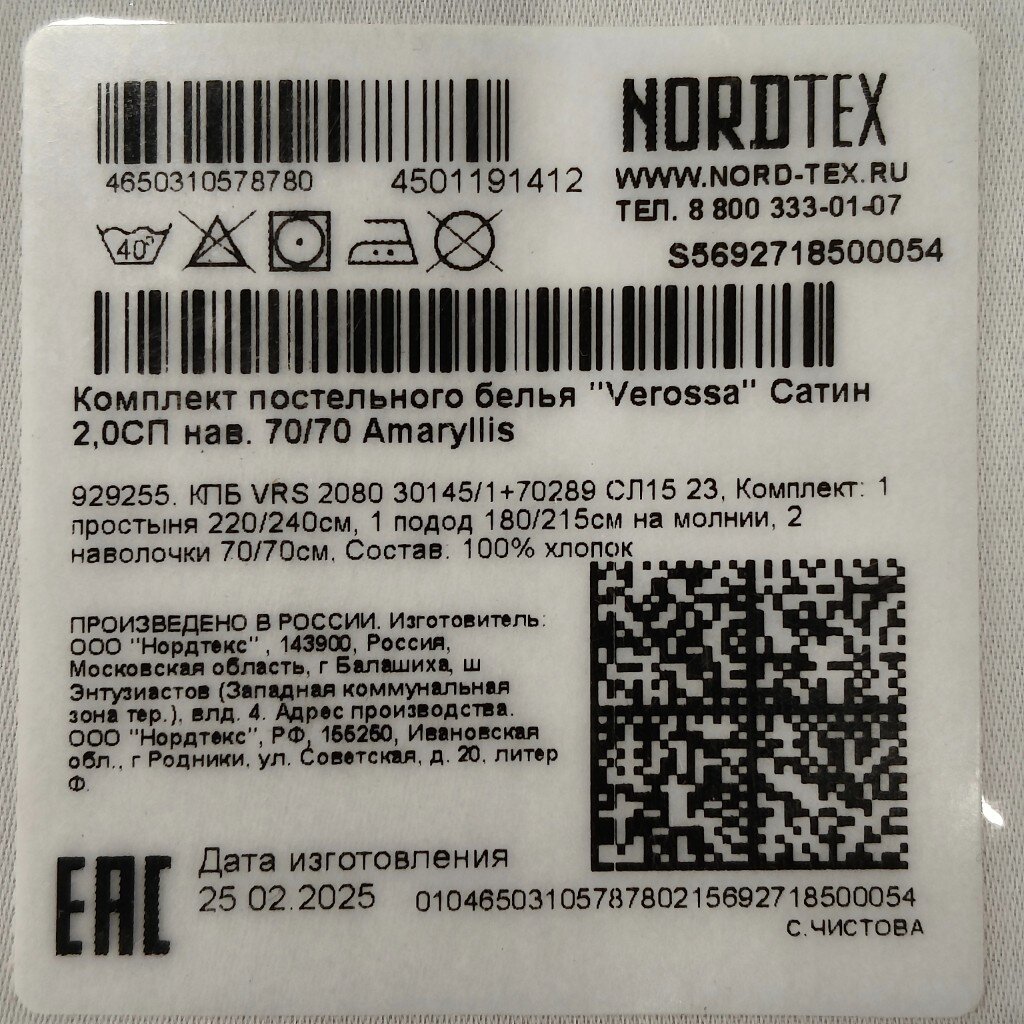 NORDTEX
4650310578780 4501191412
WWW.NORD-TEX.RU
ТЕЛ. 8 800 333-01-07
40°
S5692718500054
Комплект постельного белья "Verossa" Сатин
2,0СП нав. 70/70 Amaryllis
929255. КПБ VRS 2080 30145/1+70289 СЛ15 23, Комплект: 1
простыня 220/240см, 1 подод 180/215см на молнии, 2
наволочки 70/70см, Состав: 100% хлопок
ПРОИЗВЕДЕНО В РОССИИ. Изготовитель:
ООО "Нордтекс" , 143900, Россия,
Московская область, г Балашиха, ш
Энтузиастов (Западная коммунальная
зона тер.), влд. 4. Адрес производства.
ООО "Нордтекс", РФ, 155250, Ивановская
обл., г Родники, ул. Советская, д. 20, литер
Ф.
EAC
Дата изготовления
25 02.2025
0104650310578780215692718500054
С.ЧИСТОВА